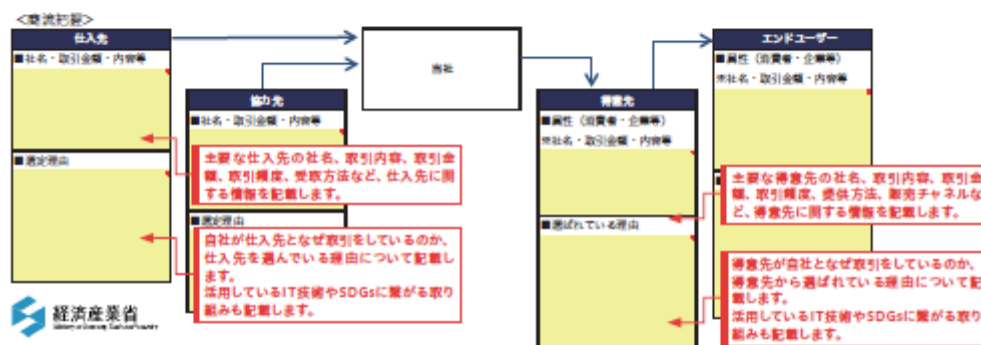 <商流把握>
仕入先
■社名・取引金額・内容等
■選定理由
協力先
■社名・取引金額・内容等
■選定理由
当社
得意先
■属性（消費者・企業等）
※社名・取引金額・内容等
■選ばれている理由
エンドユーザー
■属性（消費者・企業等）
※社名・取引金額・内容等
主要な仕入先の社名、取引内容、取引金
額、取引頻度、受取方法など、仕入先に関
する情報を記載します。
自社が仕入先となぜ取引をしているのか、
仕入先を選んでいる理由について記載し
ます。
活用しているIT技術やSDGsに繋がる取り
組みも記載します。
主要な得意先の社名、取引内容、取引金
額、取引頻度、提供方法、販売チャネルな
ど、得意先に関する情報を記載します。
得意先が自社となぜ取引をしているのか、
得意先から選ばれている理由について記
載します。
活用しているIT技術やSDGsに繋がる取り
組みも記載します。
経済産業省